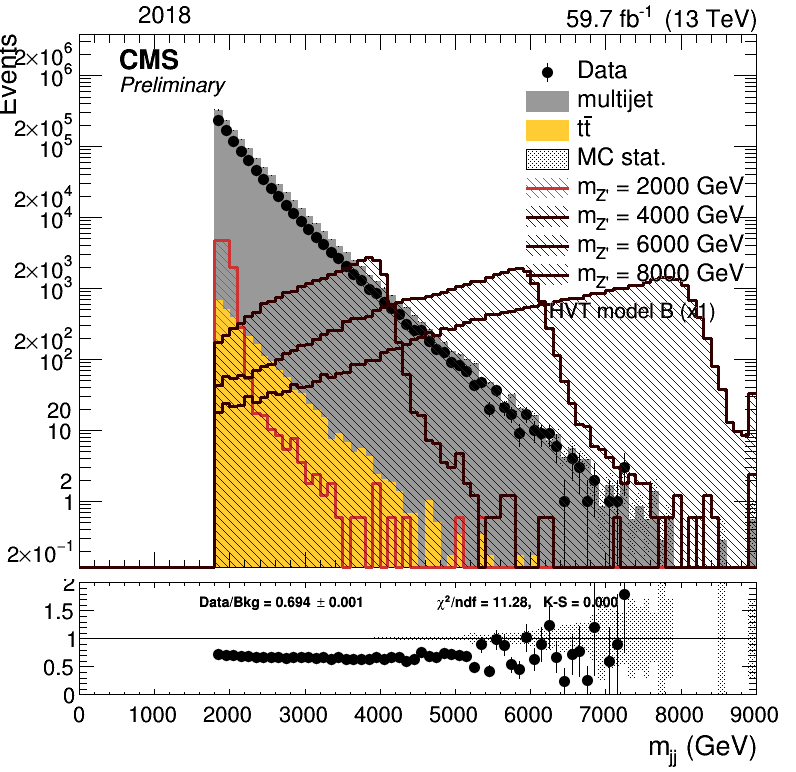 2018
59.7 fb⁻¹ (13 TeV)
CMS
Preliminary
Events
2×10⁶
2×10⁵
10⁵
2×10⁴
10⁴
2×10³
10³
2×10²
10²
20
10
2
1
2×10⁻¹
Data
multijet
tt̄
MC stat.
m_Z' = 2000 GeV
m_Z' = 4000 GeV
m_Z' = 6000 GeV
m_Z' = 8000 GeV
HVT model B (x1)
2
1.5
1
0.5
0
Data/Bkg = 0.694 ± 0.001
χ²/ndf = 11.28, K-S = 0.000
0 1000 2000 3000 4000 5000 6000 7000 8000 9000
m_jj (GeV)